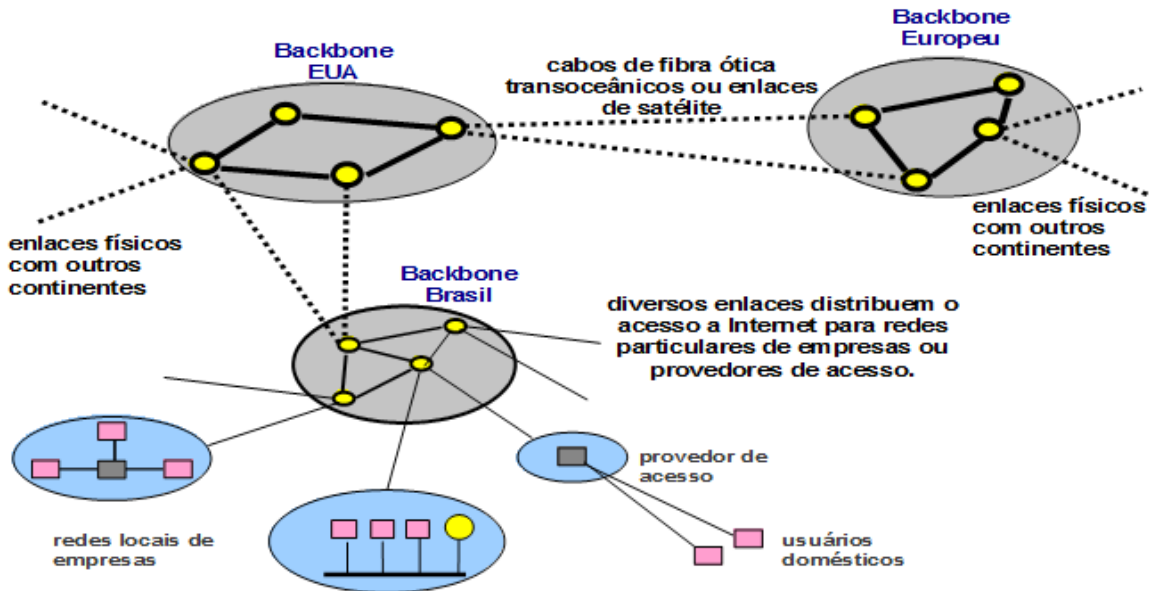 Backbone
EUA
Backbone
Europeu
cabos de fibra ótica
transoceânicos ou enlaces
de satélite
enlaces físicos
com outros
continentes
enlaces físicos
com outros
continentes
Backbone
Brasil
diversos enlaces distribuem o
acesso a Internet para redes
particulares de empresas ou
provedores de acesso.
provedor de
acesso
redes locais de
empresas
usuários
domésticos